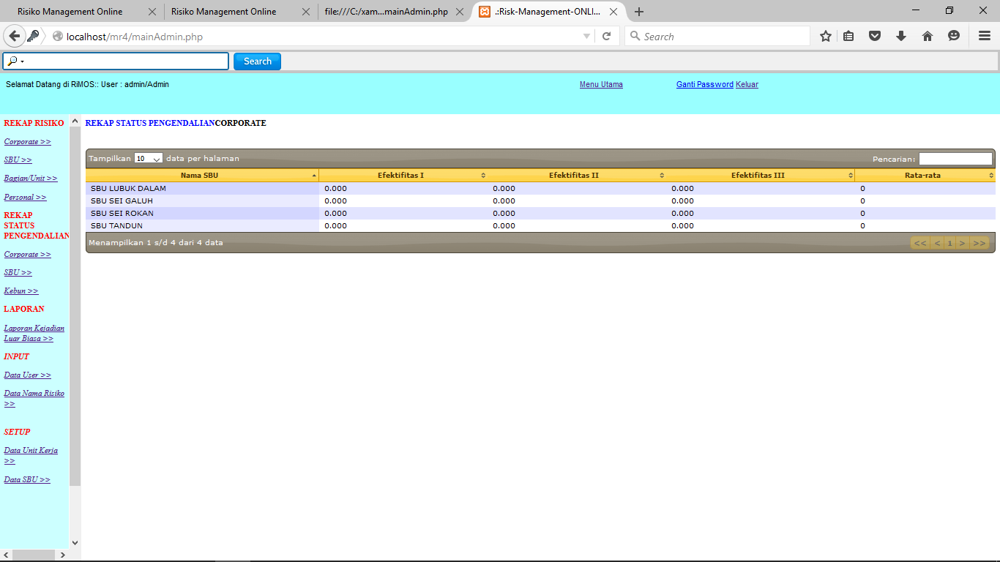 Risiko Management Online
Risiko Management Online
file:///C:/xam...mainAdmin.php
.:Risk-Management-ONLI...
localhost/mr4/mainAdmin.php
Search
Search
Selamat Datang di RiMOS:: User : admin/Admin
Menu Utama
Ganti Password Keluar
REKAP RISIKO
Corporate >>
SBU >>
Bagian/Unit >>
Personal >>
REKAP
STATUS
PENGENDALIAN
Corporate >>
SBU >>
Kebun >>
LAPORAN
Laporan Kejadian
Luar Biasa >>
INPUT
Data User >>
Data Nama Risiko
>>
SETUP
Data Unit Kerja
>>
Data SBU >>
REKAP STATUS PENGENDALIANCORPORATE
Tampilkan 10 data per halaman
Pencarian:
Nama SBU Efektifitas I Efektifitas II Efektifitas III Rata-rata
SBU LUBUK DALAM 0.000 0.000 0.000 0
SBU SEI GALUH 0.000 0.000 0.000 0
SBU SEI ROKAN 0.000 0.000 0.000 0
SBU TANDUN 0.000 0.000 0.000 0
Menampilkan 1 s/d 4 dari 4 data
<< < 1 > >>